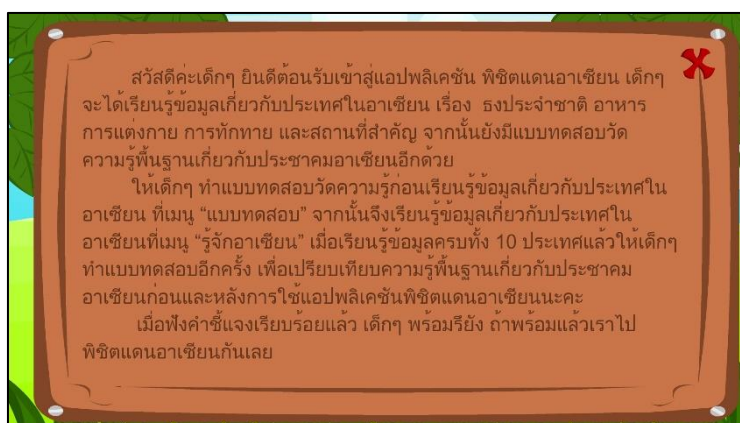 สวัสดีค่ะเด็กๆ ยินดีต้อนรับเข้าสู่แอปพลิเคชัน พิชิตแดนอาเซียน เด็กๆ
จะได้เรียนรู้ข้อมูลเกี่ยวกับประเทศในอาเซียน เรื่อง ธงประจำชาติ อาหาร
การแต่งกาย การทักทาย และสถานที่สำคัญ จากนั้นยังมีแบบทดสอบวัด
ความรู้พื้นฐานเกี่ยวกับประชาคมอาเซียนอีกด้วย
ให้เด็กๆ ทำแบบทดสอบวัดความรู้ก่อนเรียนรู้ข้อมูลเกี่ยวกับประเทศใน
อาเซียน ที่เมนู “แบบทดสอบ” จากนั้นจึงเรียนรู้ข้อมูลเกี่ยวกับประเทศใน
อาเซียนที่เมนู “รู้จักอาเซียน” เมื่อเรียนรู้ข้อมูลครบทั้ง 10 ประเทศแล้วให้เด็กๆ
ทำแบบทดสอบอีกครั้ง เพื่อเปรียบเทียบความรู้พื้นฐานเกี่ยวกับประชาคม
อาเซียนก่อนและหลังการใช้แอปพลิเคชันพิชิตแดนอาเซียนนะคะ
เมื่อฟังคำชี้แจงเรียบร้อยแล้ว เด็กๆ พร้อมรึยัง ถ้าพร้อมแล้วเราไป
พิชิตแดนอาเซียนกันเลย